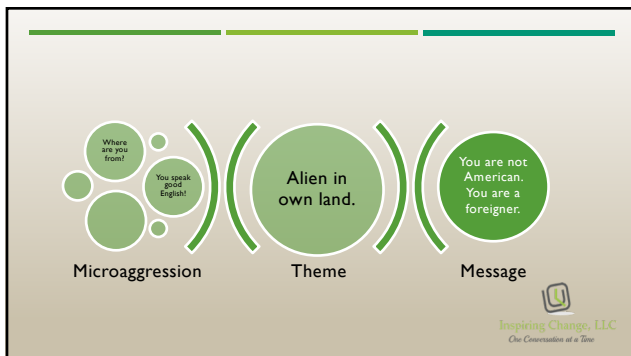 Where
are you
from?
You speak
good
English!
Alien in
own land.
You are not
American.
You are a
foreigner.
Microaggression
Theme
Message
Inspiring Change, LLC
One Conversation at a Time